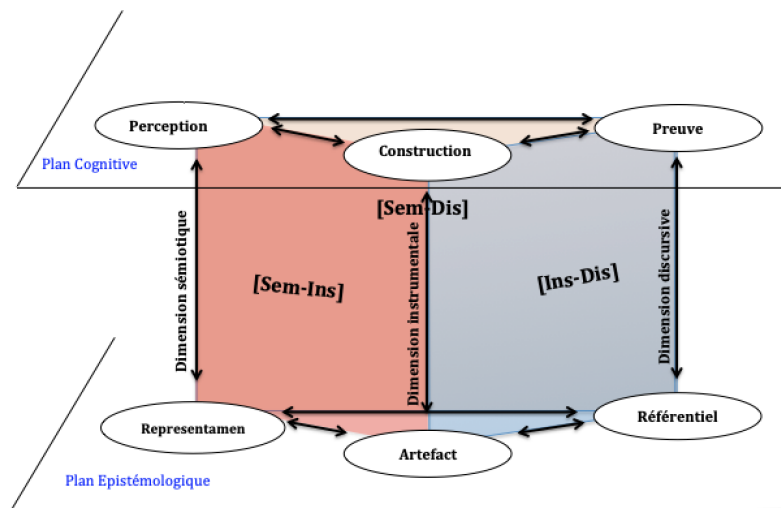 Perception
Preuve
Construction
Plan Cognitive
[Sem-Dis]
Dimension sémiotique
[Sem-Ins]
Dimension instrumentale
[Ins-Dis]
Dimension discursive
Representamen
Référentiel
Artefact
Plan Epistémologique